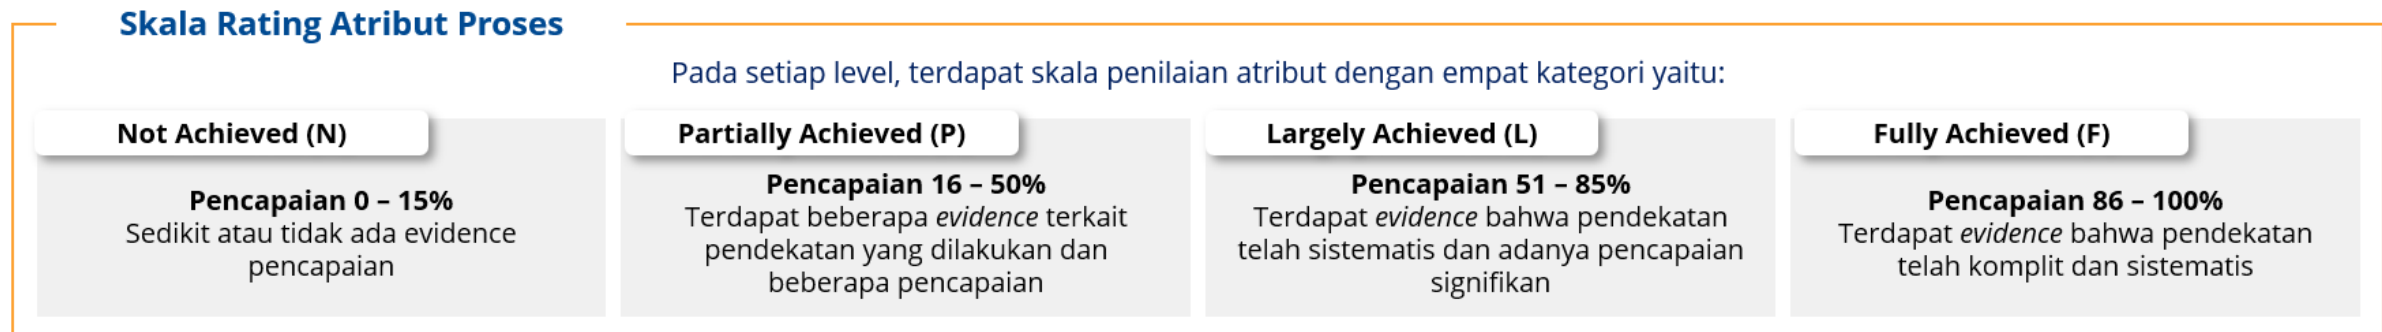 Skala Rating Atribut Proses
Pada setiap level, terdapat skala penilaian atribut dengan empat kategori yaitu:
Not Achieved (N)
Pencapaian 0 – 15%
Sedikit atau tidak ada evidence
pencapaian
Partially Achieved (P)
Pencapaian 16 – 50%
Terdapat beberapa evidence terkait
pendekatan yang dilakukan dan
beberapa pencapaian
Largely Achieved (L)
Pencapaian 51 – 85%
Terdapat evidence bahwa pendekatan
telah sistematis dan adanya pencapaian
signifikan
Fully Achieved (F)
Pencapaian 86 – 100%
Terdapat evidence bahwa pendekatan
telah komplit dan sistematis